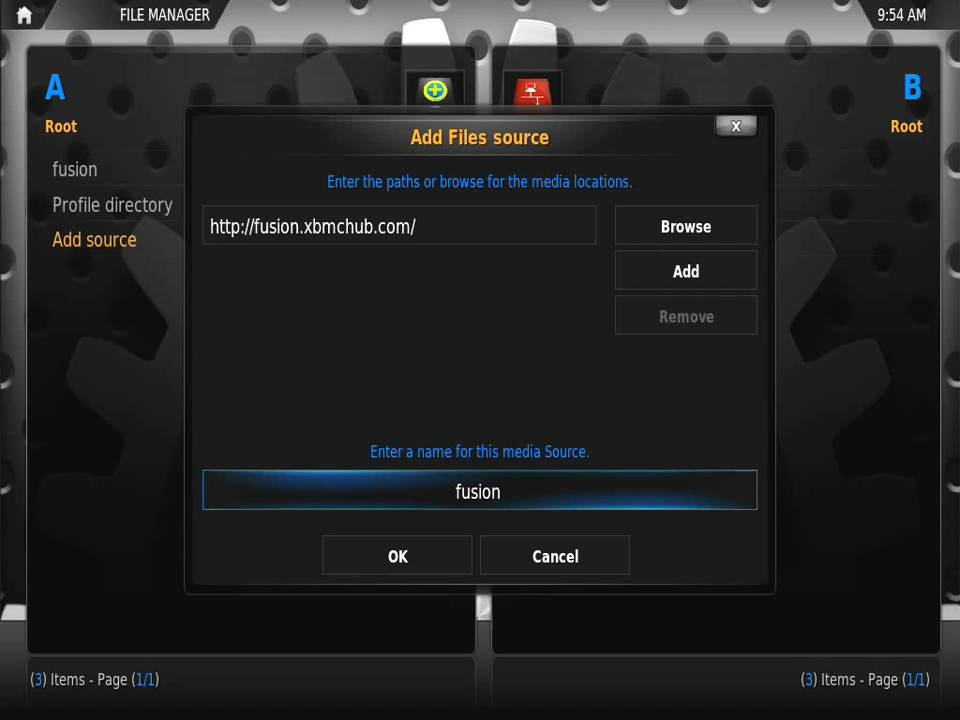 FILE MANAGER
9:54 AM
A
B
Root
Root
fusion
Profile directory
Add source
Add Files source
X
Enter the paths or browse for the media locations.
http://fusion.xbmchub.com/
Browse
Add
Remove
Enter a name for this media Source.
fusion
OK
Cancel
(3) Items - Page (1/1)
(3) Items - Page (1/1)